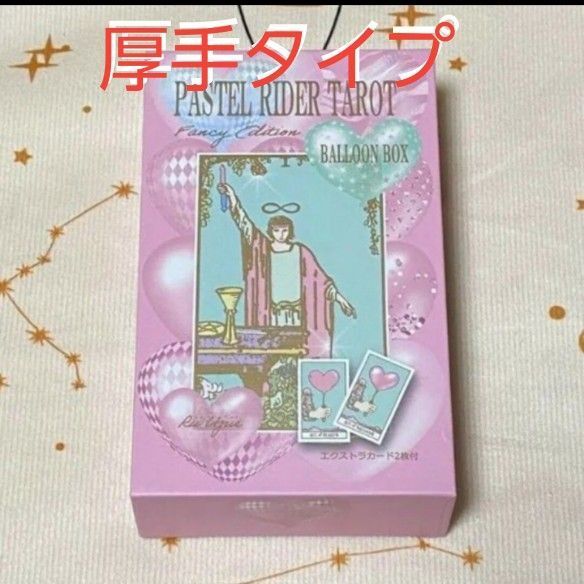 厚手タイプ
PASTEL RIDER TAROT
Fancy Edition
BALLOON BOX
エクストラカード2枚付